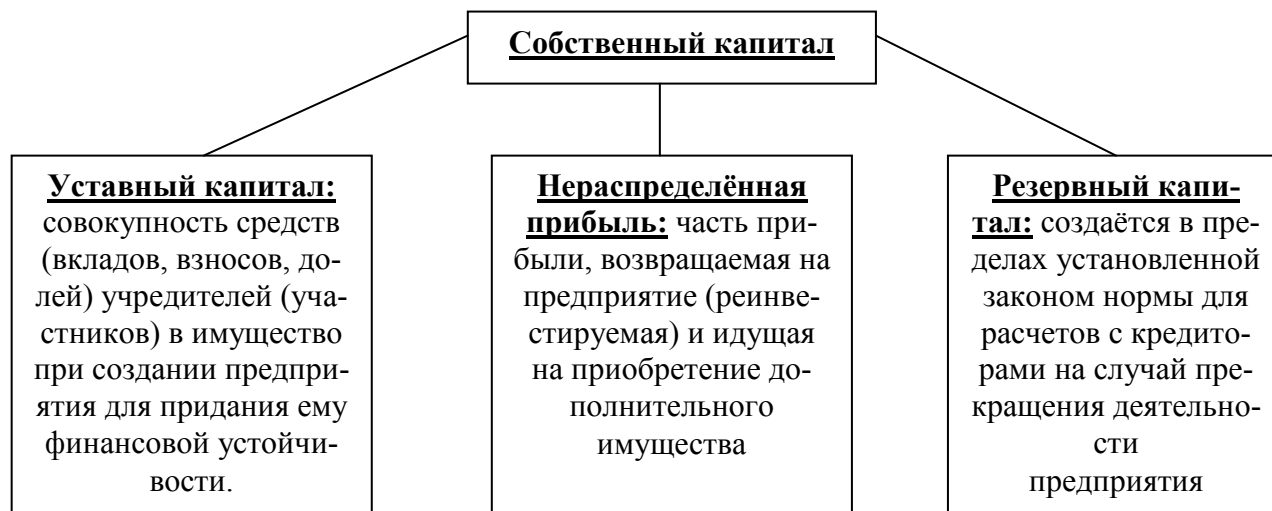 Собственный капитал
Уставный капитал:
совокупность средств
(вкладов, взносов, до-
лей) учредителей (уча-
стников) в имущество
при создании предпри-
ятия для придания ему
финансовой устойчи-
вости.
Нераспределённая
прибыль: часть при-
были, возвращаемая на
предприятие (реинве-
стируемая) и идущая
на приобретение до-
полнительного
имущества
Резервный капи-
тал: создаётся в пре-
делах установленной
законом нормы для
расчетов с кредито-
рами на случай пре-
кращения деятельно-
сти
предприятия